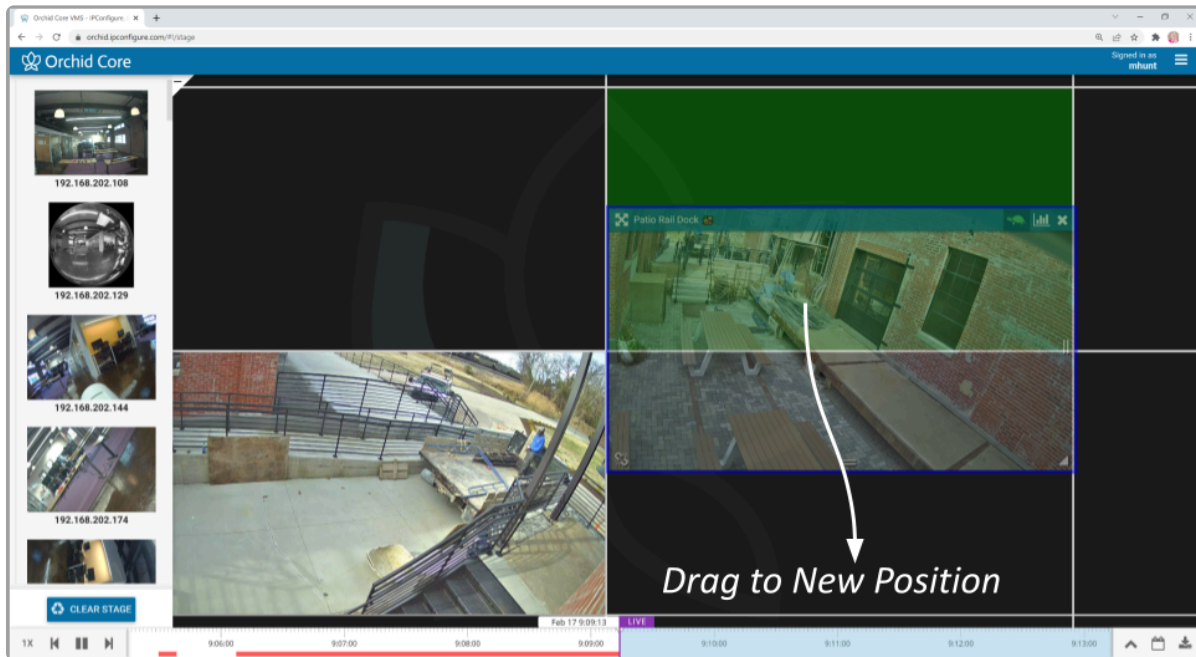 Orchid Core VMS - IPConfigure,
orchid.ipconfigure.com/#!/stage
Orchid Core
Signed in as
mhunt
192.168.202.108
192.168.202.129
192.168.202.144
192.168.202.174
Patio Rail Dock
Drag to New Position
CLEAR STAGE
Feb 17 9:09:13 LIVE
1X 9:06:00 9:07:00 9:08:00 9:09:00 9:10:00 9:11:00 9:12:00 9:13:00